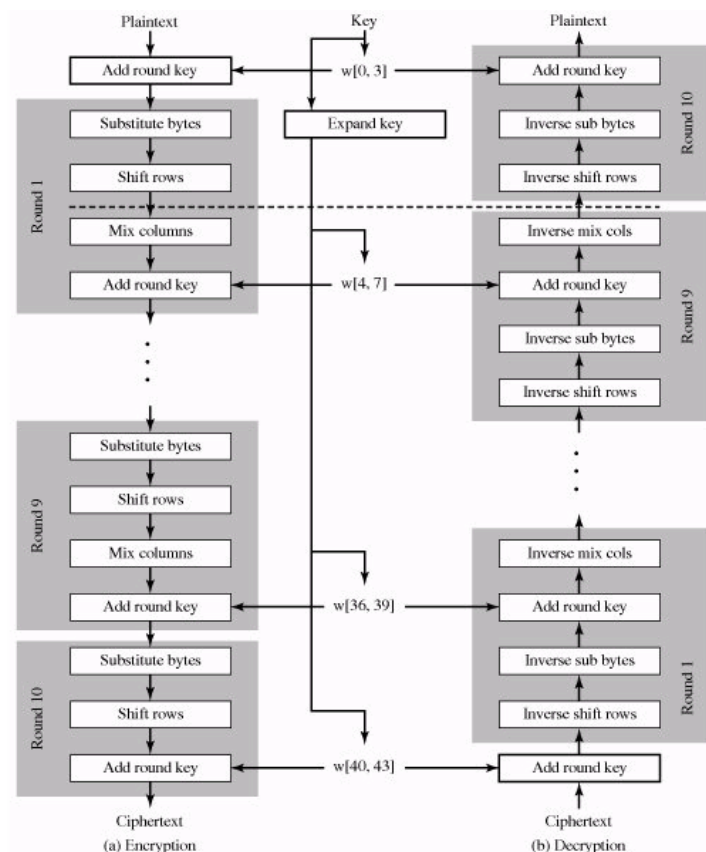 Plaintext
Add round key
Round 1
Substitute bytes
Shift rows
Mix columns
Add round key
Round 9
Substitute bytes
Shift rows
Mix columns
Add round key
Round 10
Substitute bytes
Shift rows
Add round key
Ciphertext
(a) Encryption
Key
w[0, 3]
Expand key
w[4, 7]
w[36, 39]
w[40, 43]
Plaintext
Add round key
Inverse sub bytes
Inverse shift rows
Round 10
Inverse mix cols
Add round key
Inverse sub bytes
Inverse shift rows
Round 9
Inverse mix cols
Add round key
Inverse sub bytes
Inverse shift rows
Round 1
Add round key
Ciphertext
(b) Decryption